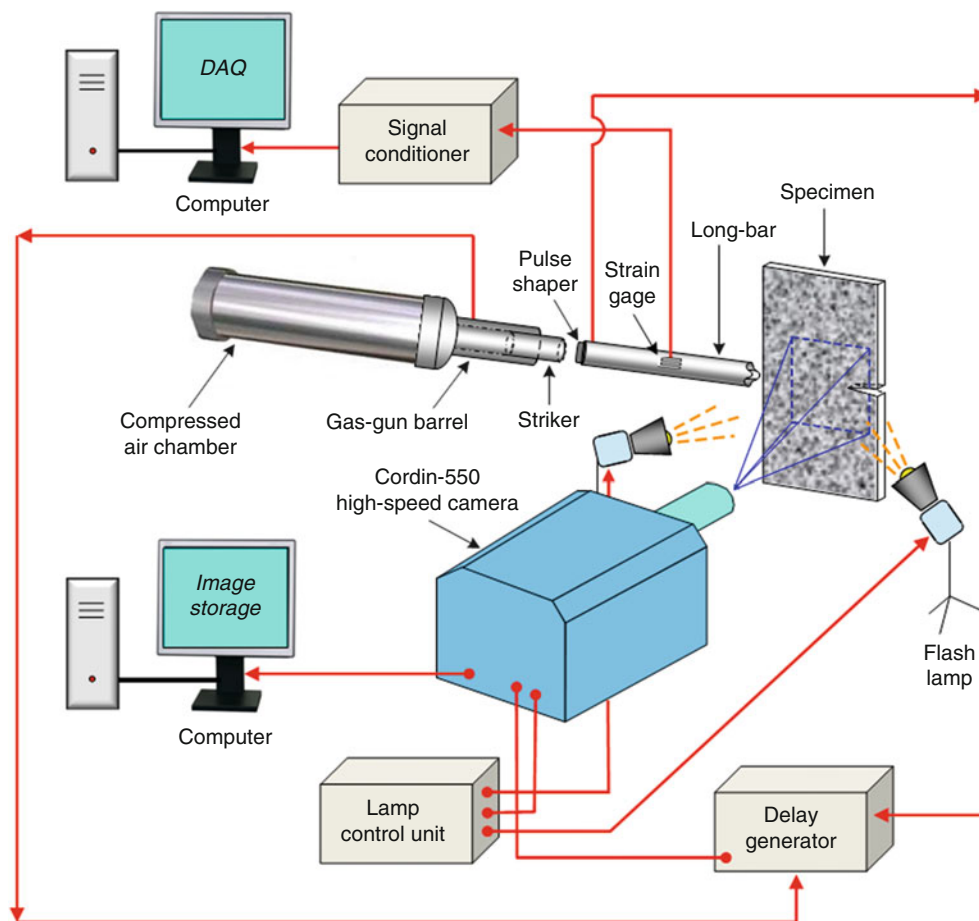 DAQ
Signal
conditioner
Computer
Specimen
Long-bar
Pulse
shaper
Strain
gage
Compressed
air chamber
Gas-gun barrel
Striker
Cordin-550
high-speed camera
Image
storage
Computer
Flash
lamp
Lamp
control unit
Delay
generator